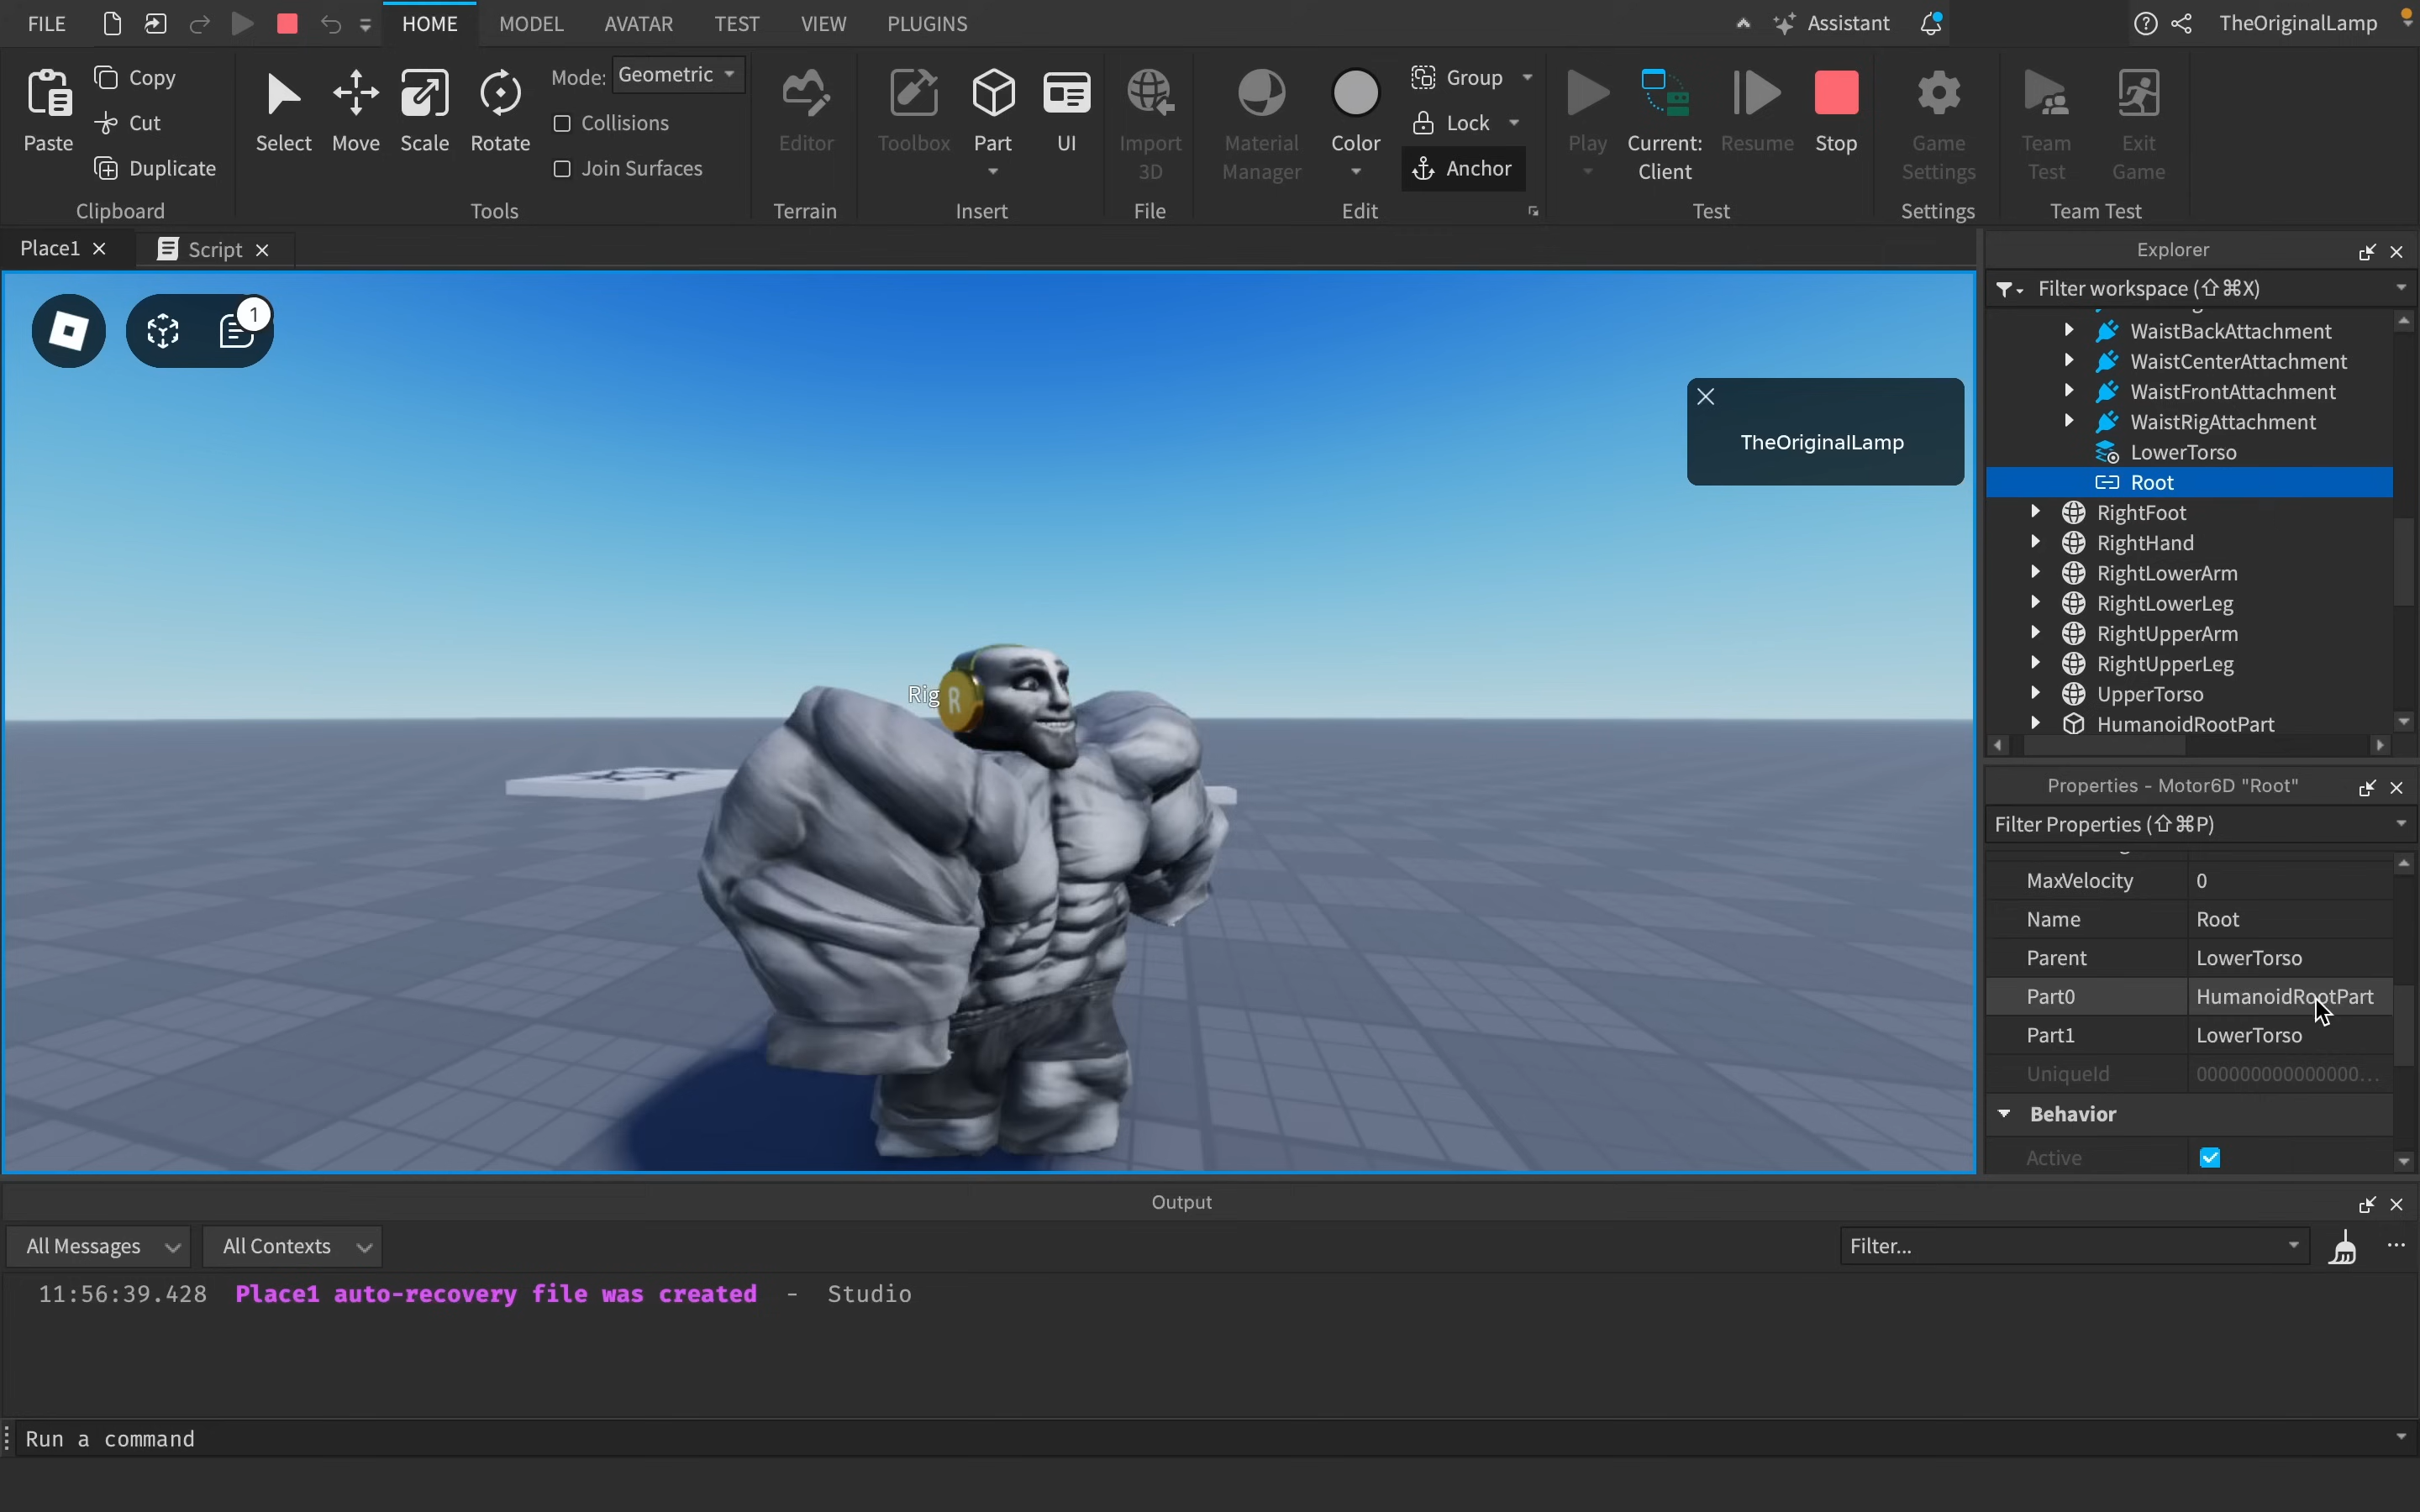 FILE
HOME
MODEL
AVATAR
TEST
VIEW
PLUGINS
Assistant
TheOriginalLamp
Paste
Copy
Cut
Duplicate
Clipboard
Select
Move
Scale
Rotate
Mode: Geometric
Collisions
Join Surfaces
Tools
Editor
Terrain
Toolbox
Part
UI
Insert
Import
3D
File
Material
Manager
Color
Group
Lock
Anchor
Edit
Play
Current:
Client
Resume
Stop
Test
Game
Settings
Settings
Team
Test
Exit
Game
Team Test
Place1
Script
1
TheOriginalLamp
Rig
R
Explorer
Filter workspace (⇧⌘X)
WaistBackAttachment
WaistCenterAttachment
WaistFrontAttachment
WaistRigAttachment
LowerTorso
Root
RightFoot
RightHand
RightLowerArm
RightLowerLeg
RightUpperArm
RightUpperLeg
UpperTorso
HumanoidRootPart
Properties - Motor6D "Root"
Filter Properties (⇧⌘P)
MaxVelocity 0
Name Root
Parent LowerTorso
Part0 HumanoidRootPart
Part1 LowerTorso
UniqueId 000000000000000...
Behavior
Active
Output
All Messages
All Contexts
Filter...
11:56:39.428 Place1 auto-recovery file was created - Studio
Run a command